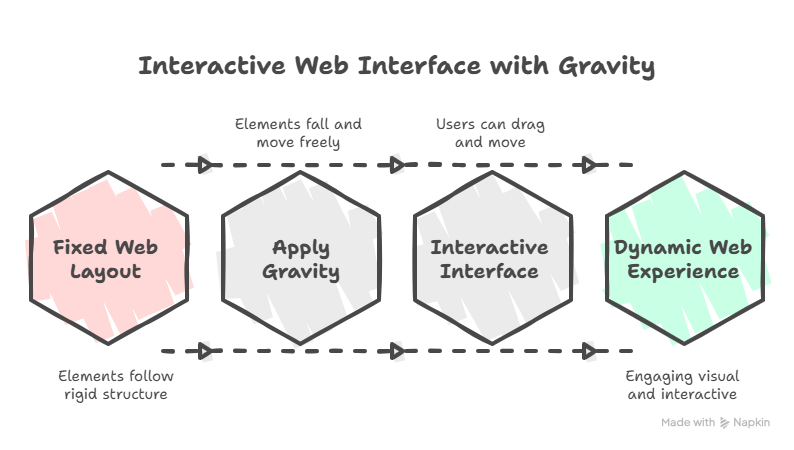 Interactive Web Interface with Gravity
Elements fall and
move freely
Users can drag
and move
Fixed Web
Layout
Apply
Gravity
Interactive
Interface
Dynamic Web
Experience
Elements follow
rigid structure
Engaging visual
and interactive
Made with Napkin